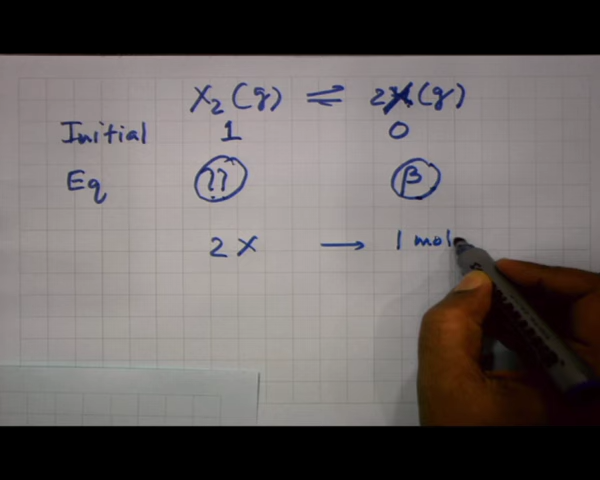 X₂(g) ⇌ 2X(g)
Initial 1 0
Eq ?? β
2X → 1 mol